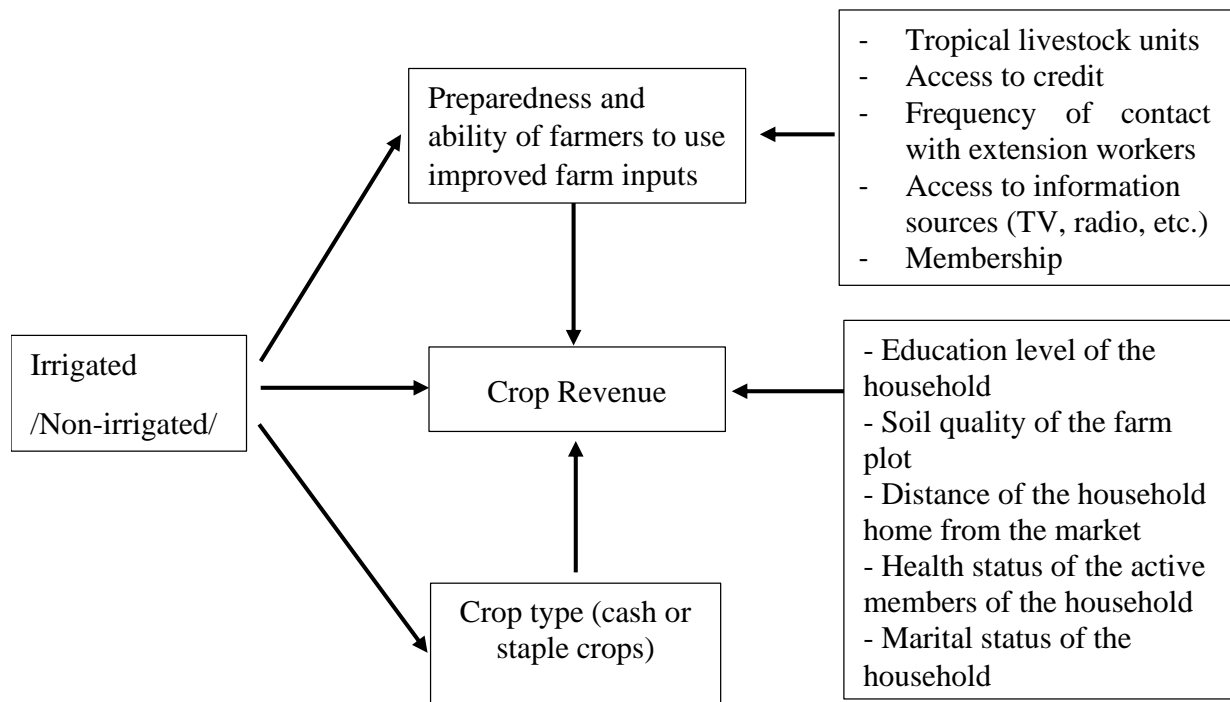 Preparedness and
ability of farmers to use
improved farm inputs
- Tropical livestock units
- Access to credit
- Frequency of contact
with extension workers
- Access to information
sources (TV, radio, etc.)
- Membership
Irrigated
/Non-irrigated/
Crop Revenue
- Education level of the
household
- Soil quality of the farm
plot
- Distance of the household
home from the market
- Health status of the active
members of the household
- Marital status of the
household
Crop type (cash or
staple crops)